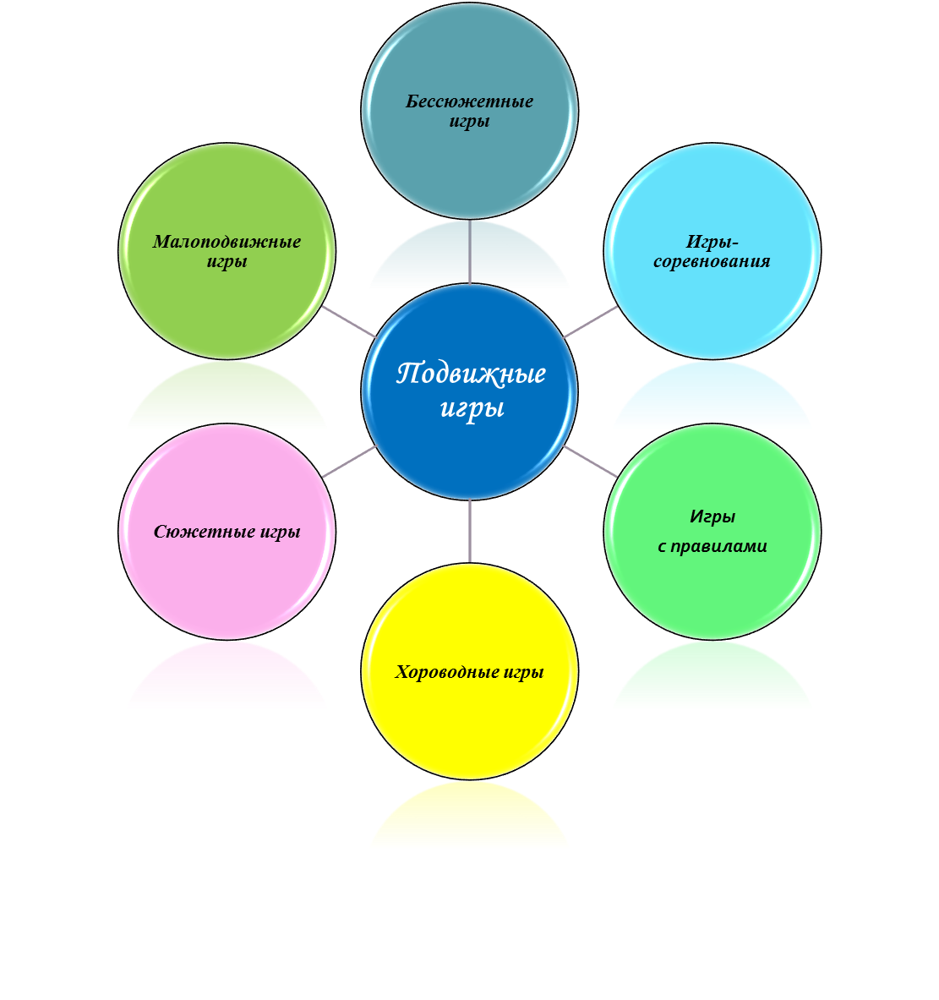 Бессюжетные
игры
Малоподвижные
игры
Игры-
соревнования
Подвижные
игры
Сюжетные игры
Игры
с правилами
Хороводные игры